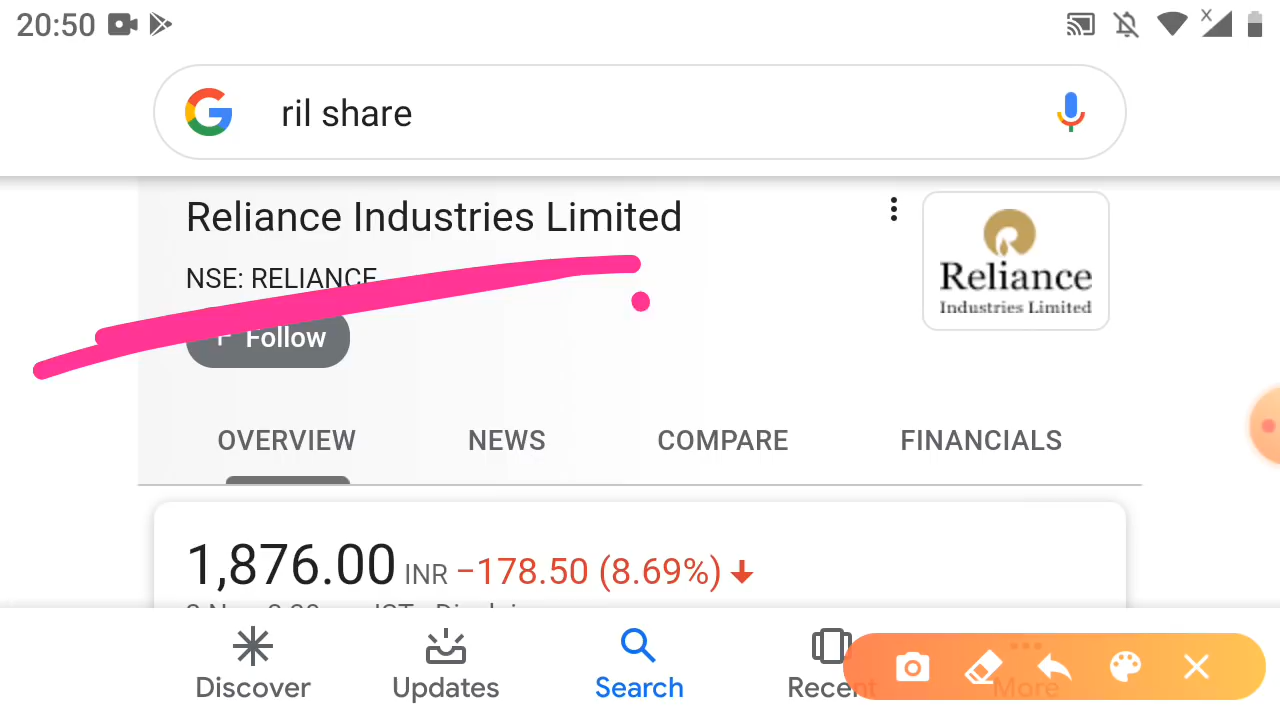 20:50
ril share
Reliance Industries Limited
NSE: RELIANCE
Reliance
Industries Limited
Follow
OVERVIEW NEWS COMPARE FINANCIALS
1,876.00 INR −178.50 (8.69%)
Discover Updates Search Recent More